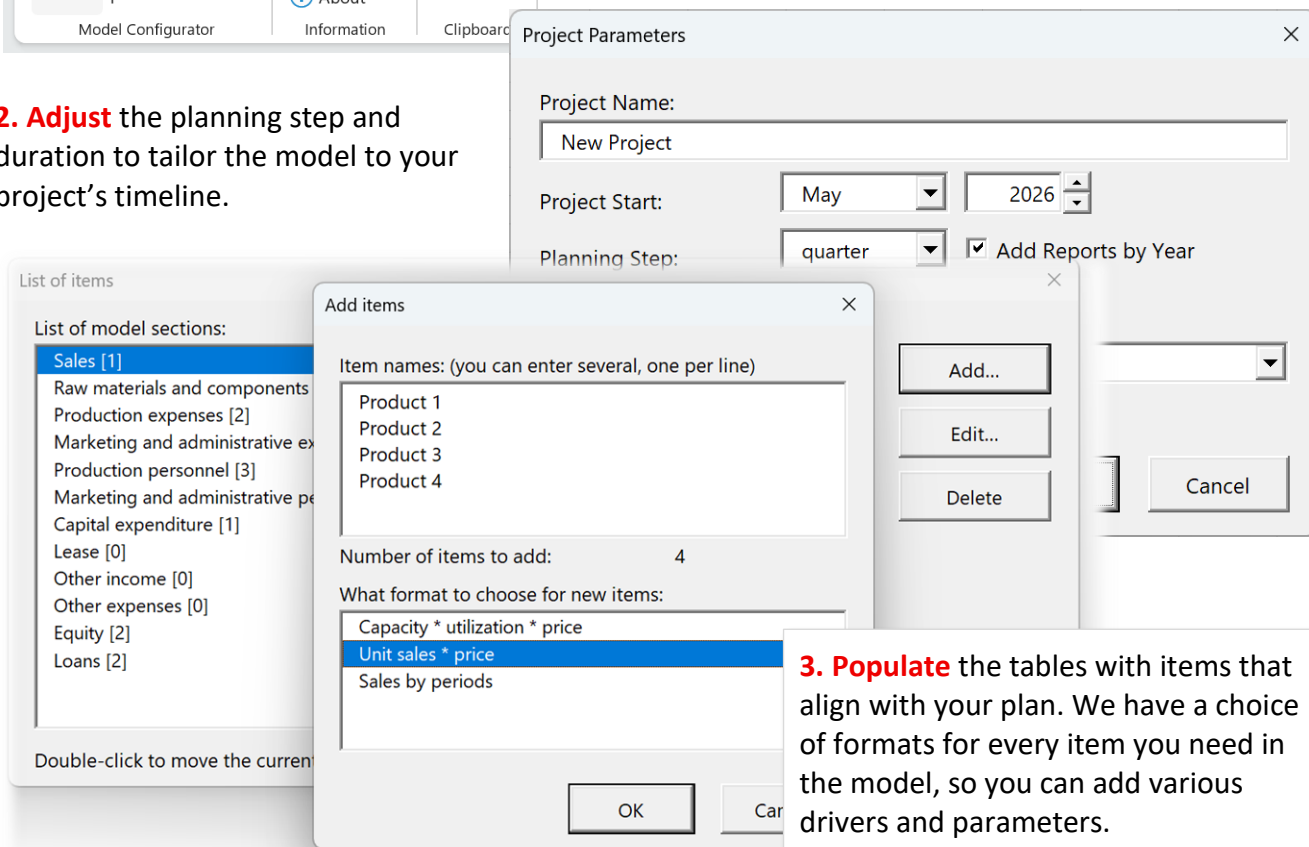 About
Model Configurator
Information
Clipboard
Project Parameters
2. Adjust the planning step and
duration to tailor the model to your
project’s timeline.
Project Name:
New Project
Project Start:
May
2026
Planning Step:
quarter
Add Reports by Year
Cancel
List of items
List of model sections:
Sales [1]
Raw materials and components
Production expenses [2]
Marketing and administrative ex
Production personnel [3]
Marketing and administrative pe
Capital expenditure [1]
Lease [0]
Other income [0]
Other expenses [0]
Equity [2]
Loans [2]
Double-click to move the current
Add...
Edit...
Delete
Add items
Item names: (you can enter several, one per line)
Product 1
Product 2
Product 3
Product 4
Number of items to add: 4
What format to choose for new items:
Capacity * utilization * price
Unit sales * price
Sales by periods
OK
Can
3. Populate the tables with items that
align with your plan. We have a choice
of formats for every item you need in
the model, so you can add various
drivers and parameters.